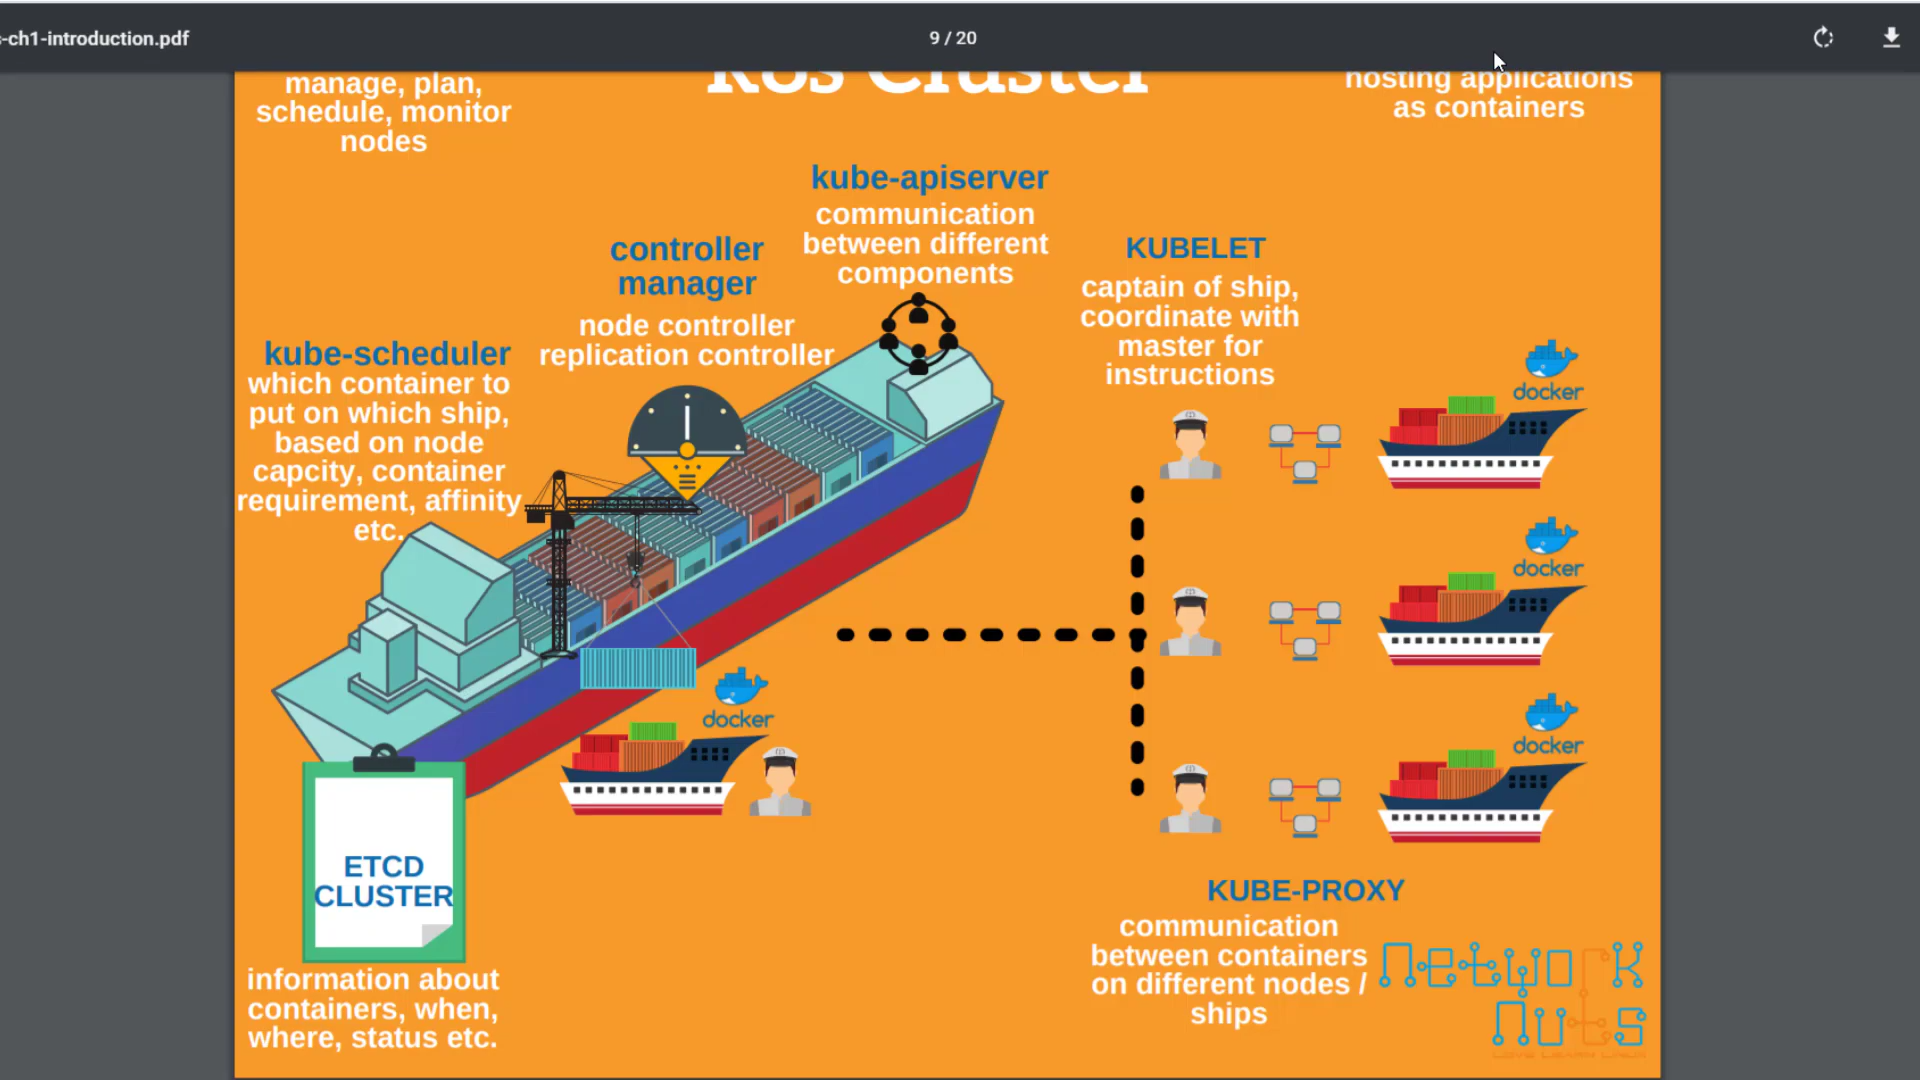 -ch1-introduction.pdf
9 / 20
manage, plan,
schedule, monitor
nodes
K8s Cluster
hosting applications
as containers
kube-apiserver
communication
between different
components
controller
manager
node controller
replication controller
KUBELET
captain of ship,
coordinate with
master for
instructions
kube-scheduler
which container to
put on which ship,
based on node
capcity, container
requirement, affinity
etc.
docker
docker
docker
docker
ETCD
CLUSTER
information about
containers, when,
where, status etc.
KUBE-PROXY
communication
between containers
on different nodes /
ships
Network
Nuts